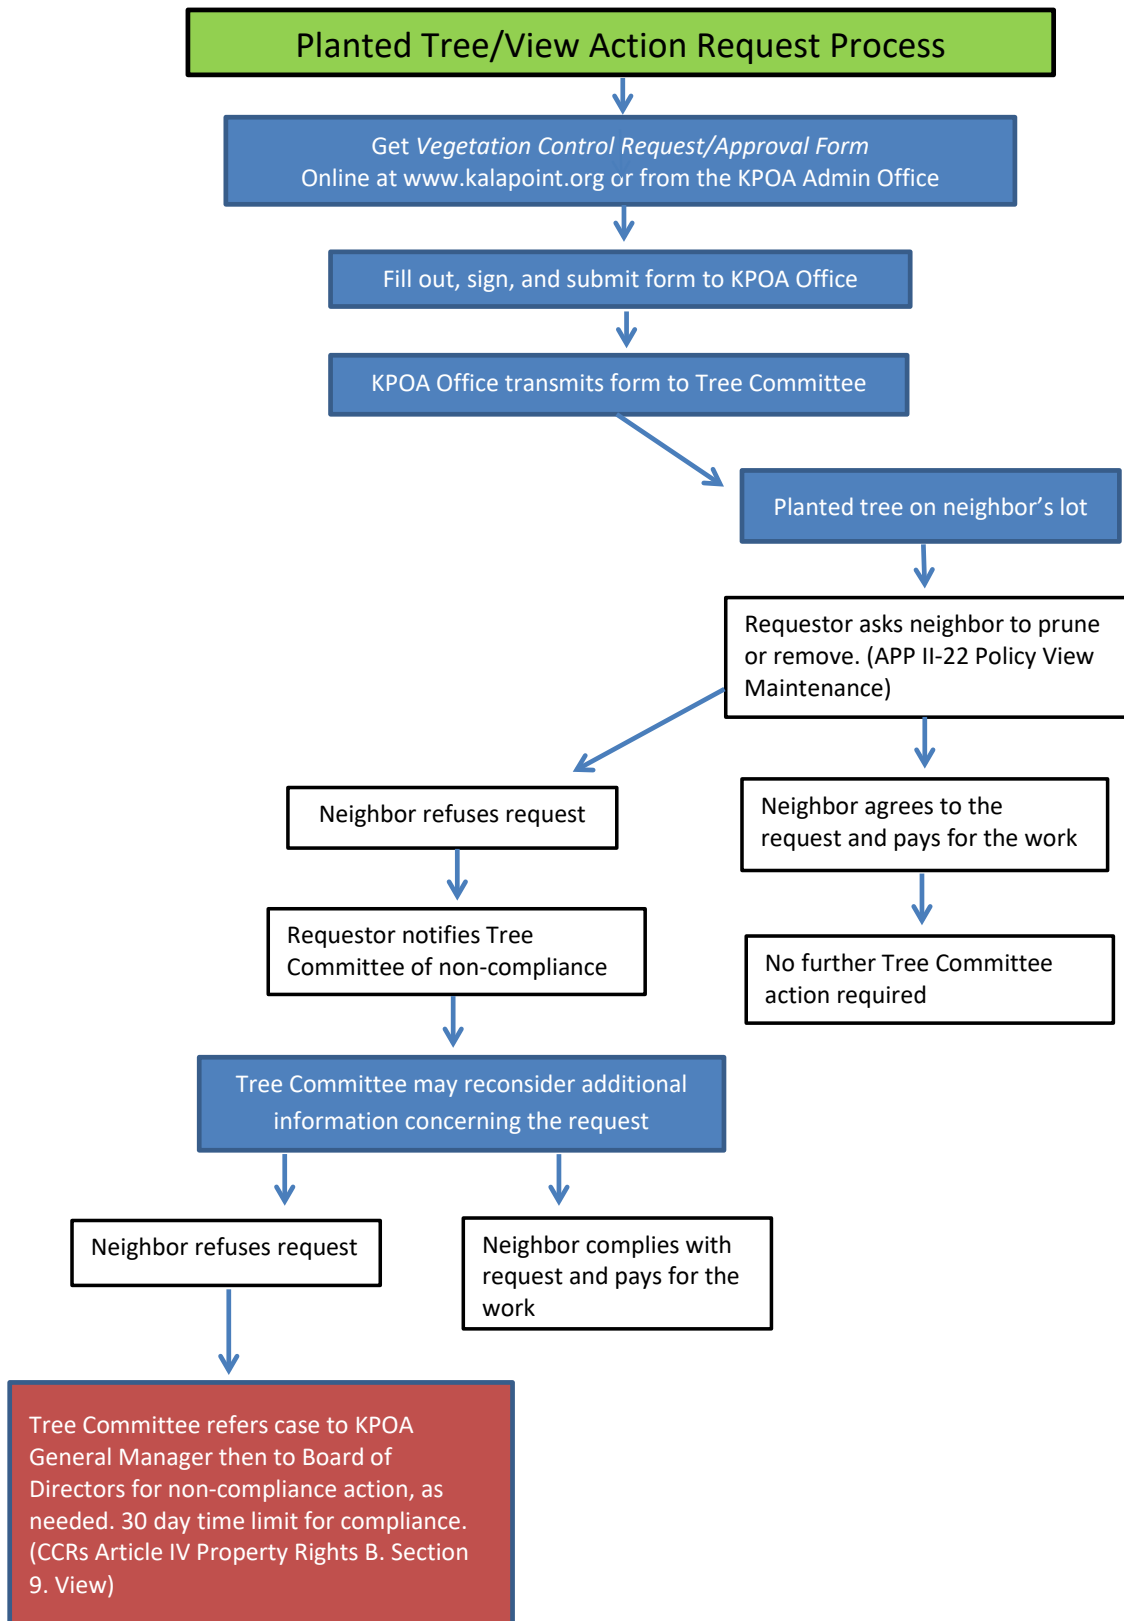 Planted Tree/View Action Request Process
Get Vegetation Control Request/Approval Form
Online at www.kalapoint.org or from the KPOA Admin Office
Fill out, sign, and submit form to KPOA Office
KPOA Office transmits form to Tree Committee
Planted tree on neighbor’s lot
Requestor asks neighbor to prune
or remove. (APP II-22 Policy View
Maintenance)
Neighbor refuses request
Neighbor agrees to the
request and pays for the work
Requestor notifies Tree
Committee of non-compliance
No further Tree Committee
action required
Tree Committee may reconsider additional
information concerning the request
Neighbor refuses request
Neighbor complies with
request and pays for the
work
Tree Committee refers case to KPOA
General Manager then to Board of
Directors for non-compliance action, as
needed. 30 day time limit for compliance.
(CCRs Article IV Property Rights B. Section
9. View)